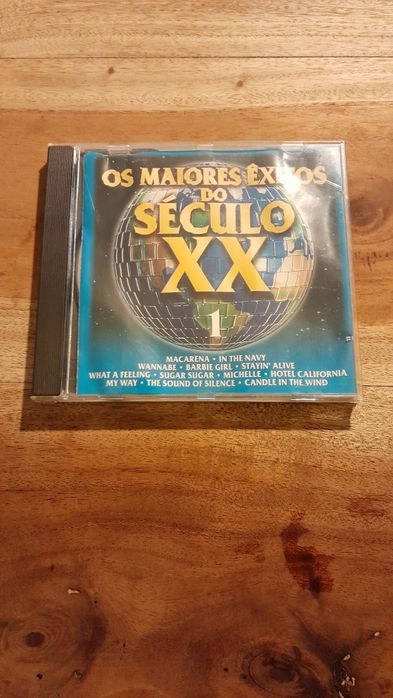 OS MAIORES ÊXITOS
DO
SÉCULO
XX
1
MACARENA • IN THE NAVY
WANNABE • BARBIE GIRL • STAYIN' ALIVE
WHAT A FEELING • SUGAR SUGAR • MICHELLE • HOTEL CALIFORNIA
MY WAY • THE SOUND OF SILENCE • CANDLE IN THE WIND